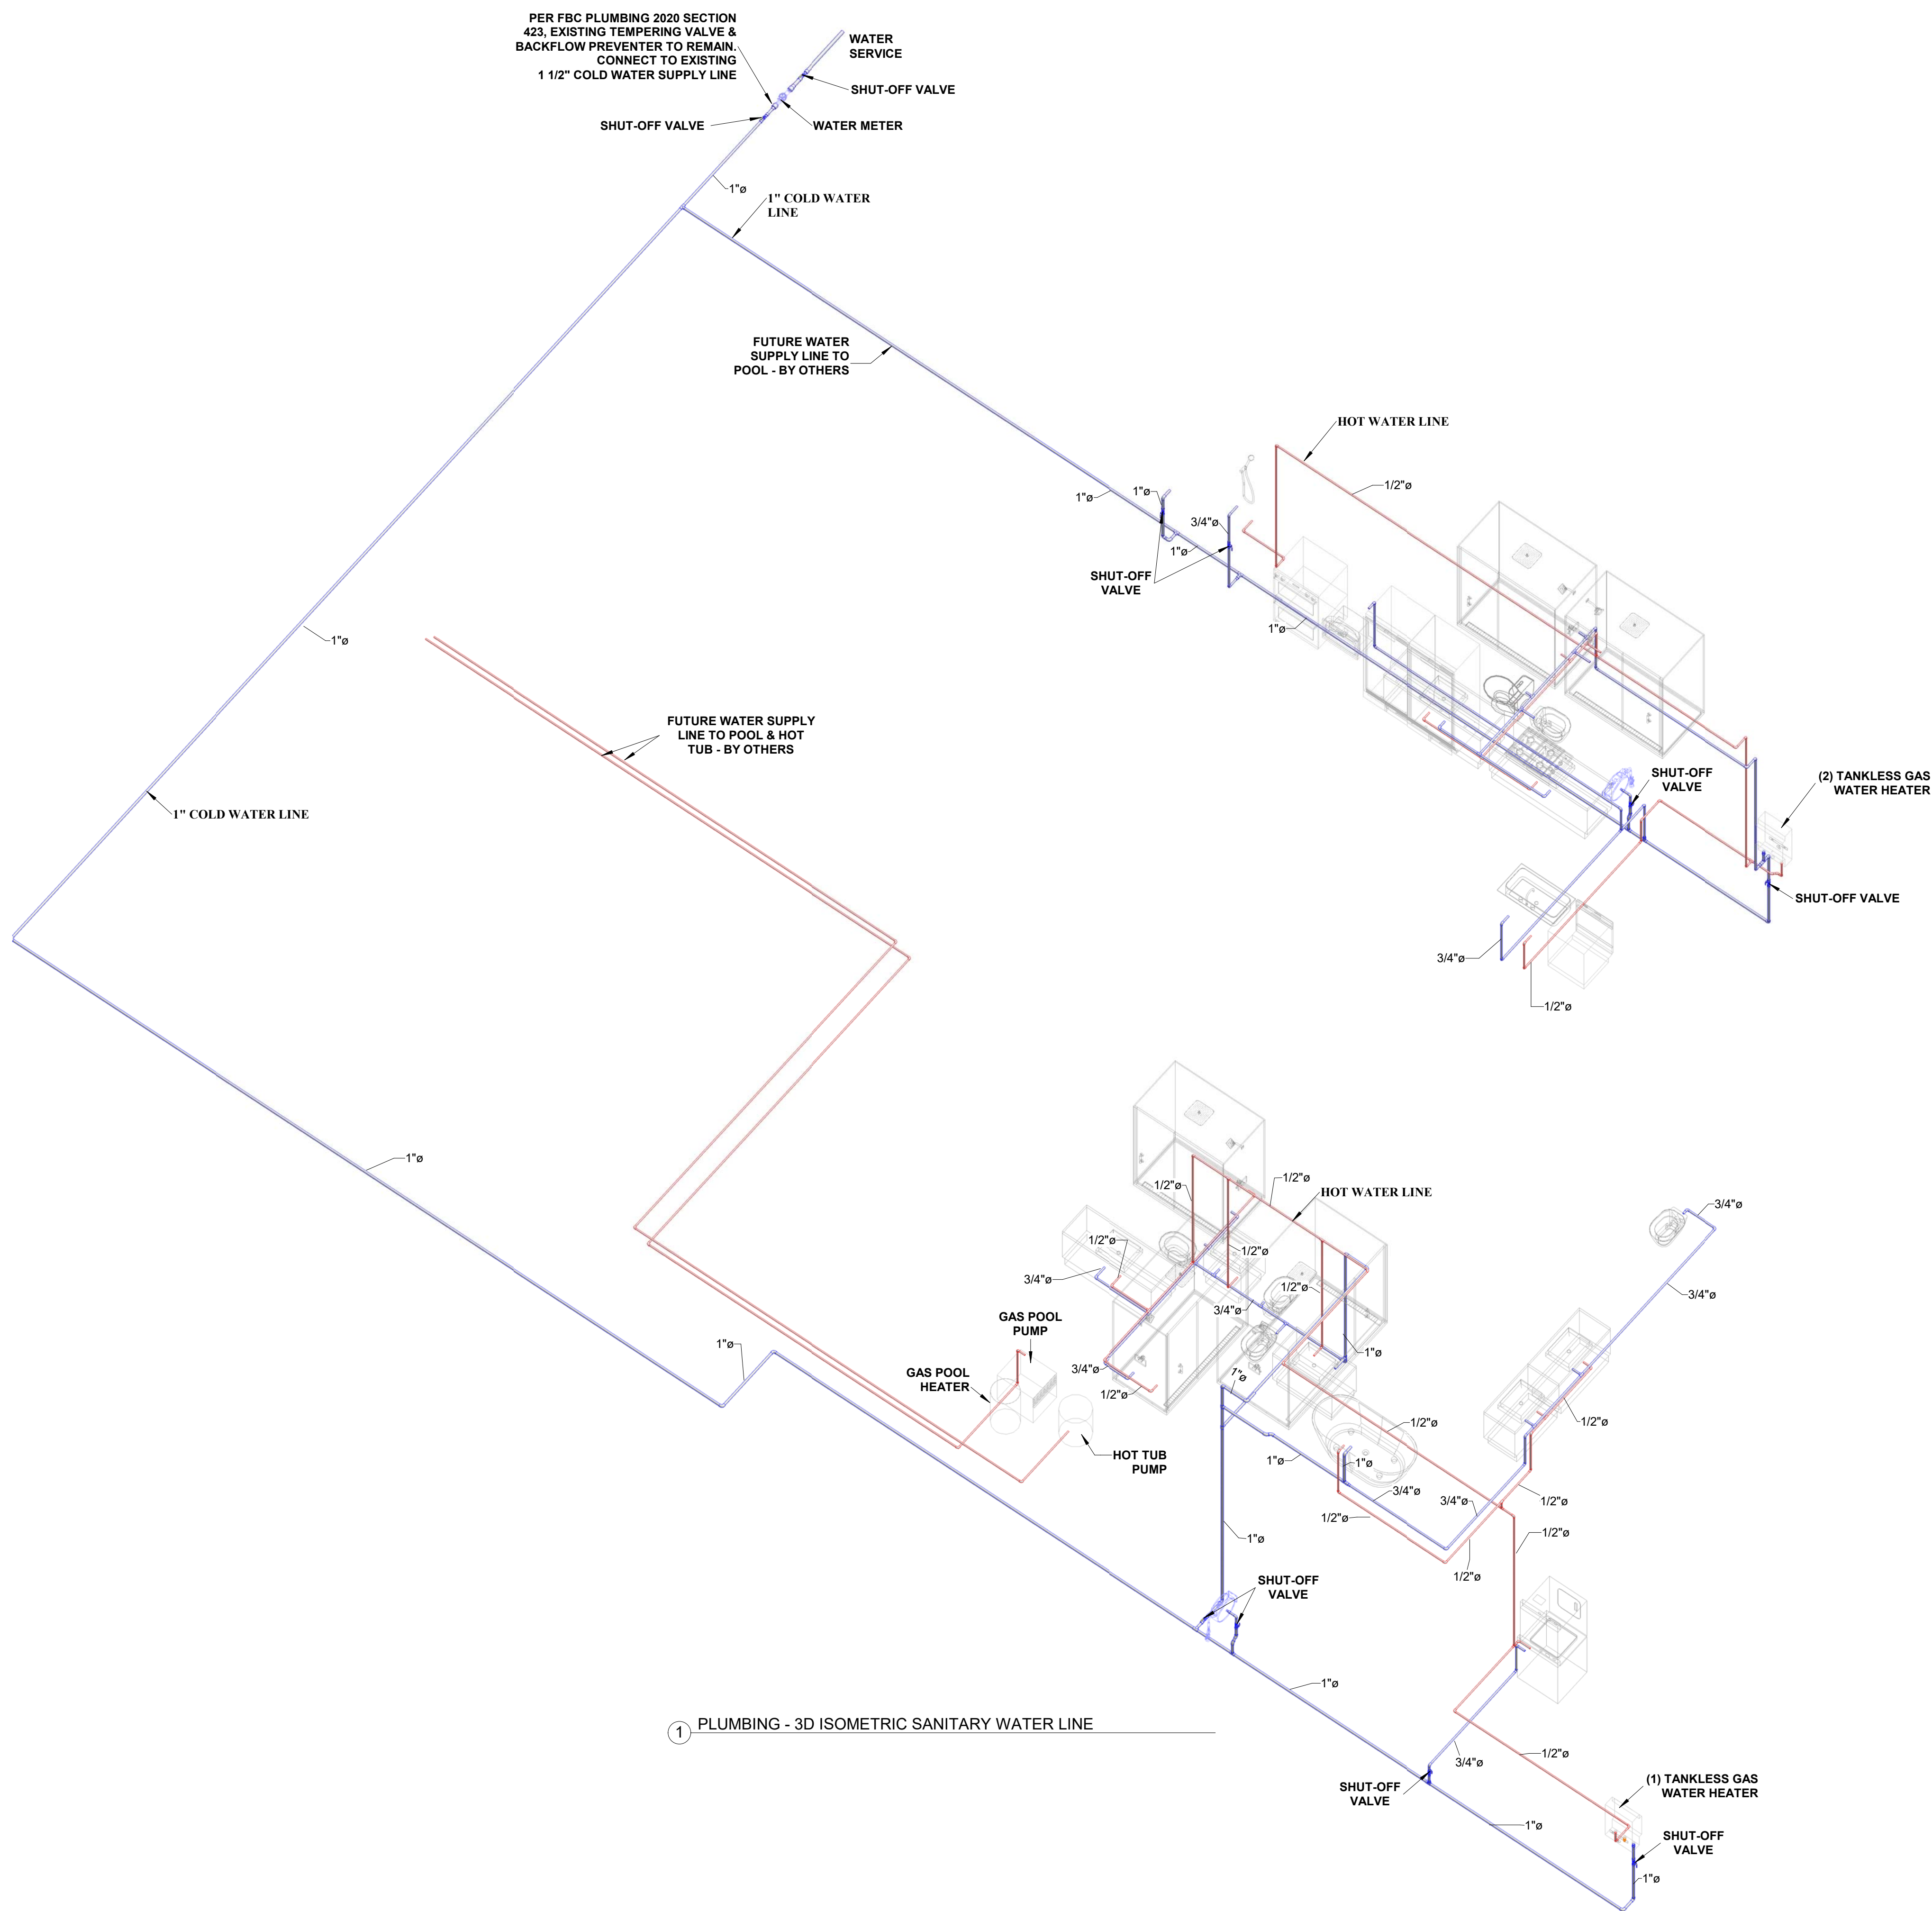 PER FBC PLUMBING 2020 SECTION
423, EXISTING TEMPERING VALVE &
BACKFLOW PREVENTER TO REMAIN.
CONNECT TO EXISTING
1 1/2" COLD WATER SUPPLY LINE
WATER
SERVICE
SHUT-OFF VALVE
SHUT-OFF VALVE
WATER METER
1"ø
1" COLD WATER
LINE
FUTURE WATER
SUPPLY LINE TO
POOL - BY OTHERS
HOT WATER LINE
1/2"ø
1"ø
1"ø
3/4"ø
1"ø
SHUT-OFF
VALVE
1"ø
1"ø
FUTURE WATER SUPPLY
LINE TO POOL & HOT
TUB - BY OTHERS
1" COLD WATER LINE
SHUT-OFF
VALVE
(2) TANKLESS GAS
WATER HEATER
SHUT-OFF VALVE
3/4"ø
1/2"ø
1"ø
1/2"ø
1/2"ø
HOT WATER LINE
3/4"ø
1/2"ø
1/2"ø
3/4"ø
1/2"ø
3/4"ø
3/4"ø
GAS POOL
PUMP
1"ø
1"ø
GAS POOL
HEATER
3/4"ø
1/2"ø
1"ø
1/2"ø
1/2"ø
HOT TUB
PUMP
1"ø
1"ø
3/4"ø
3/4"ø
1/2"ø
1/2"ø
1"ø
1/2"ø
1/2"ø
SHUT-OFF
VALVE
1"ø
1 PLUMBING - 3D ISOMETRIC SANITARY WATER LINE
3/4"ø
1/2"ø
SHUT-OFF
VALVE
(1) TANKLESS GAS
WATER HEATER
1"ø
SHUT-OFF
VALVE
1"ø